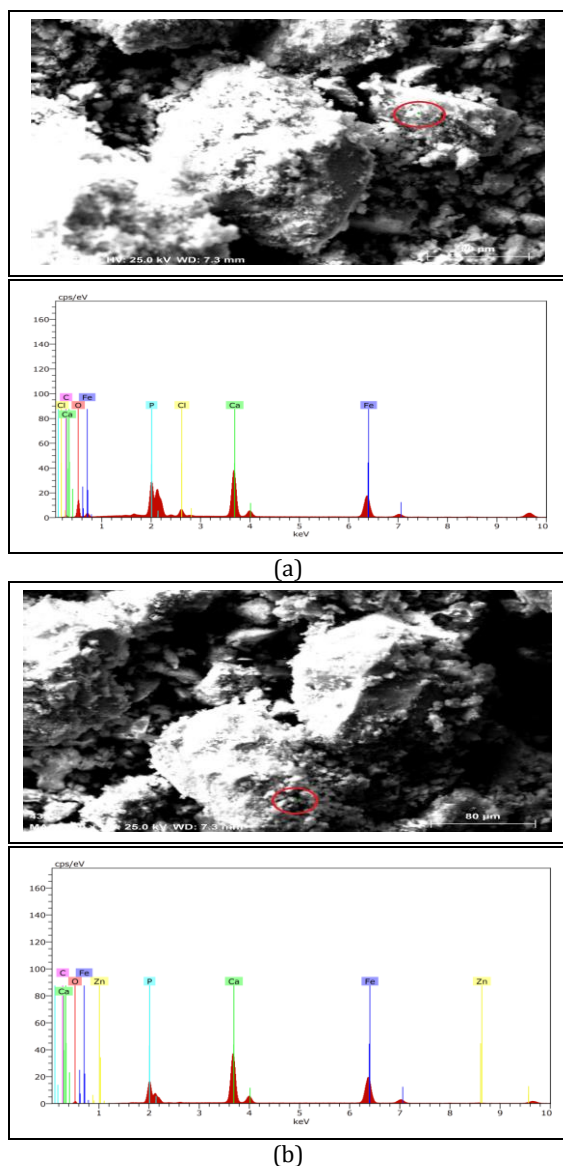 HV: 25.0 kV WD: 7.3 mm
µm
cps/eV
160
140
120
100
80
60
40
20
0
C Fe
Cl O P Cl Ca Fe
Ca
1 2 3 4 5 6 7 8 9 10
keV
(a)
25.0 kV WD: 7.3 mm 80 µm
cps/eV
160
140
120
100
80
60
40
20
0
C Fe
O Zn P Ca Fe Zn
Ca
0 1 2 3 4 5 6 7 8 9 10
keV
(b)